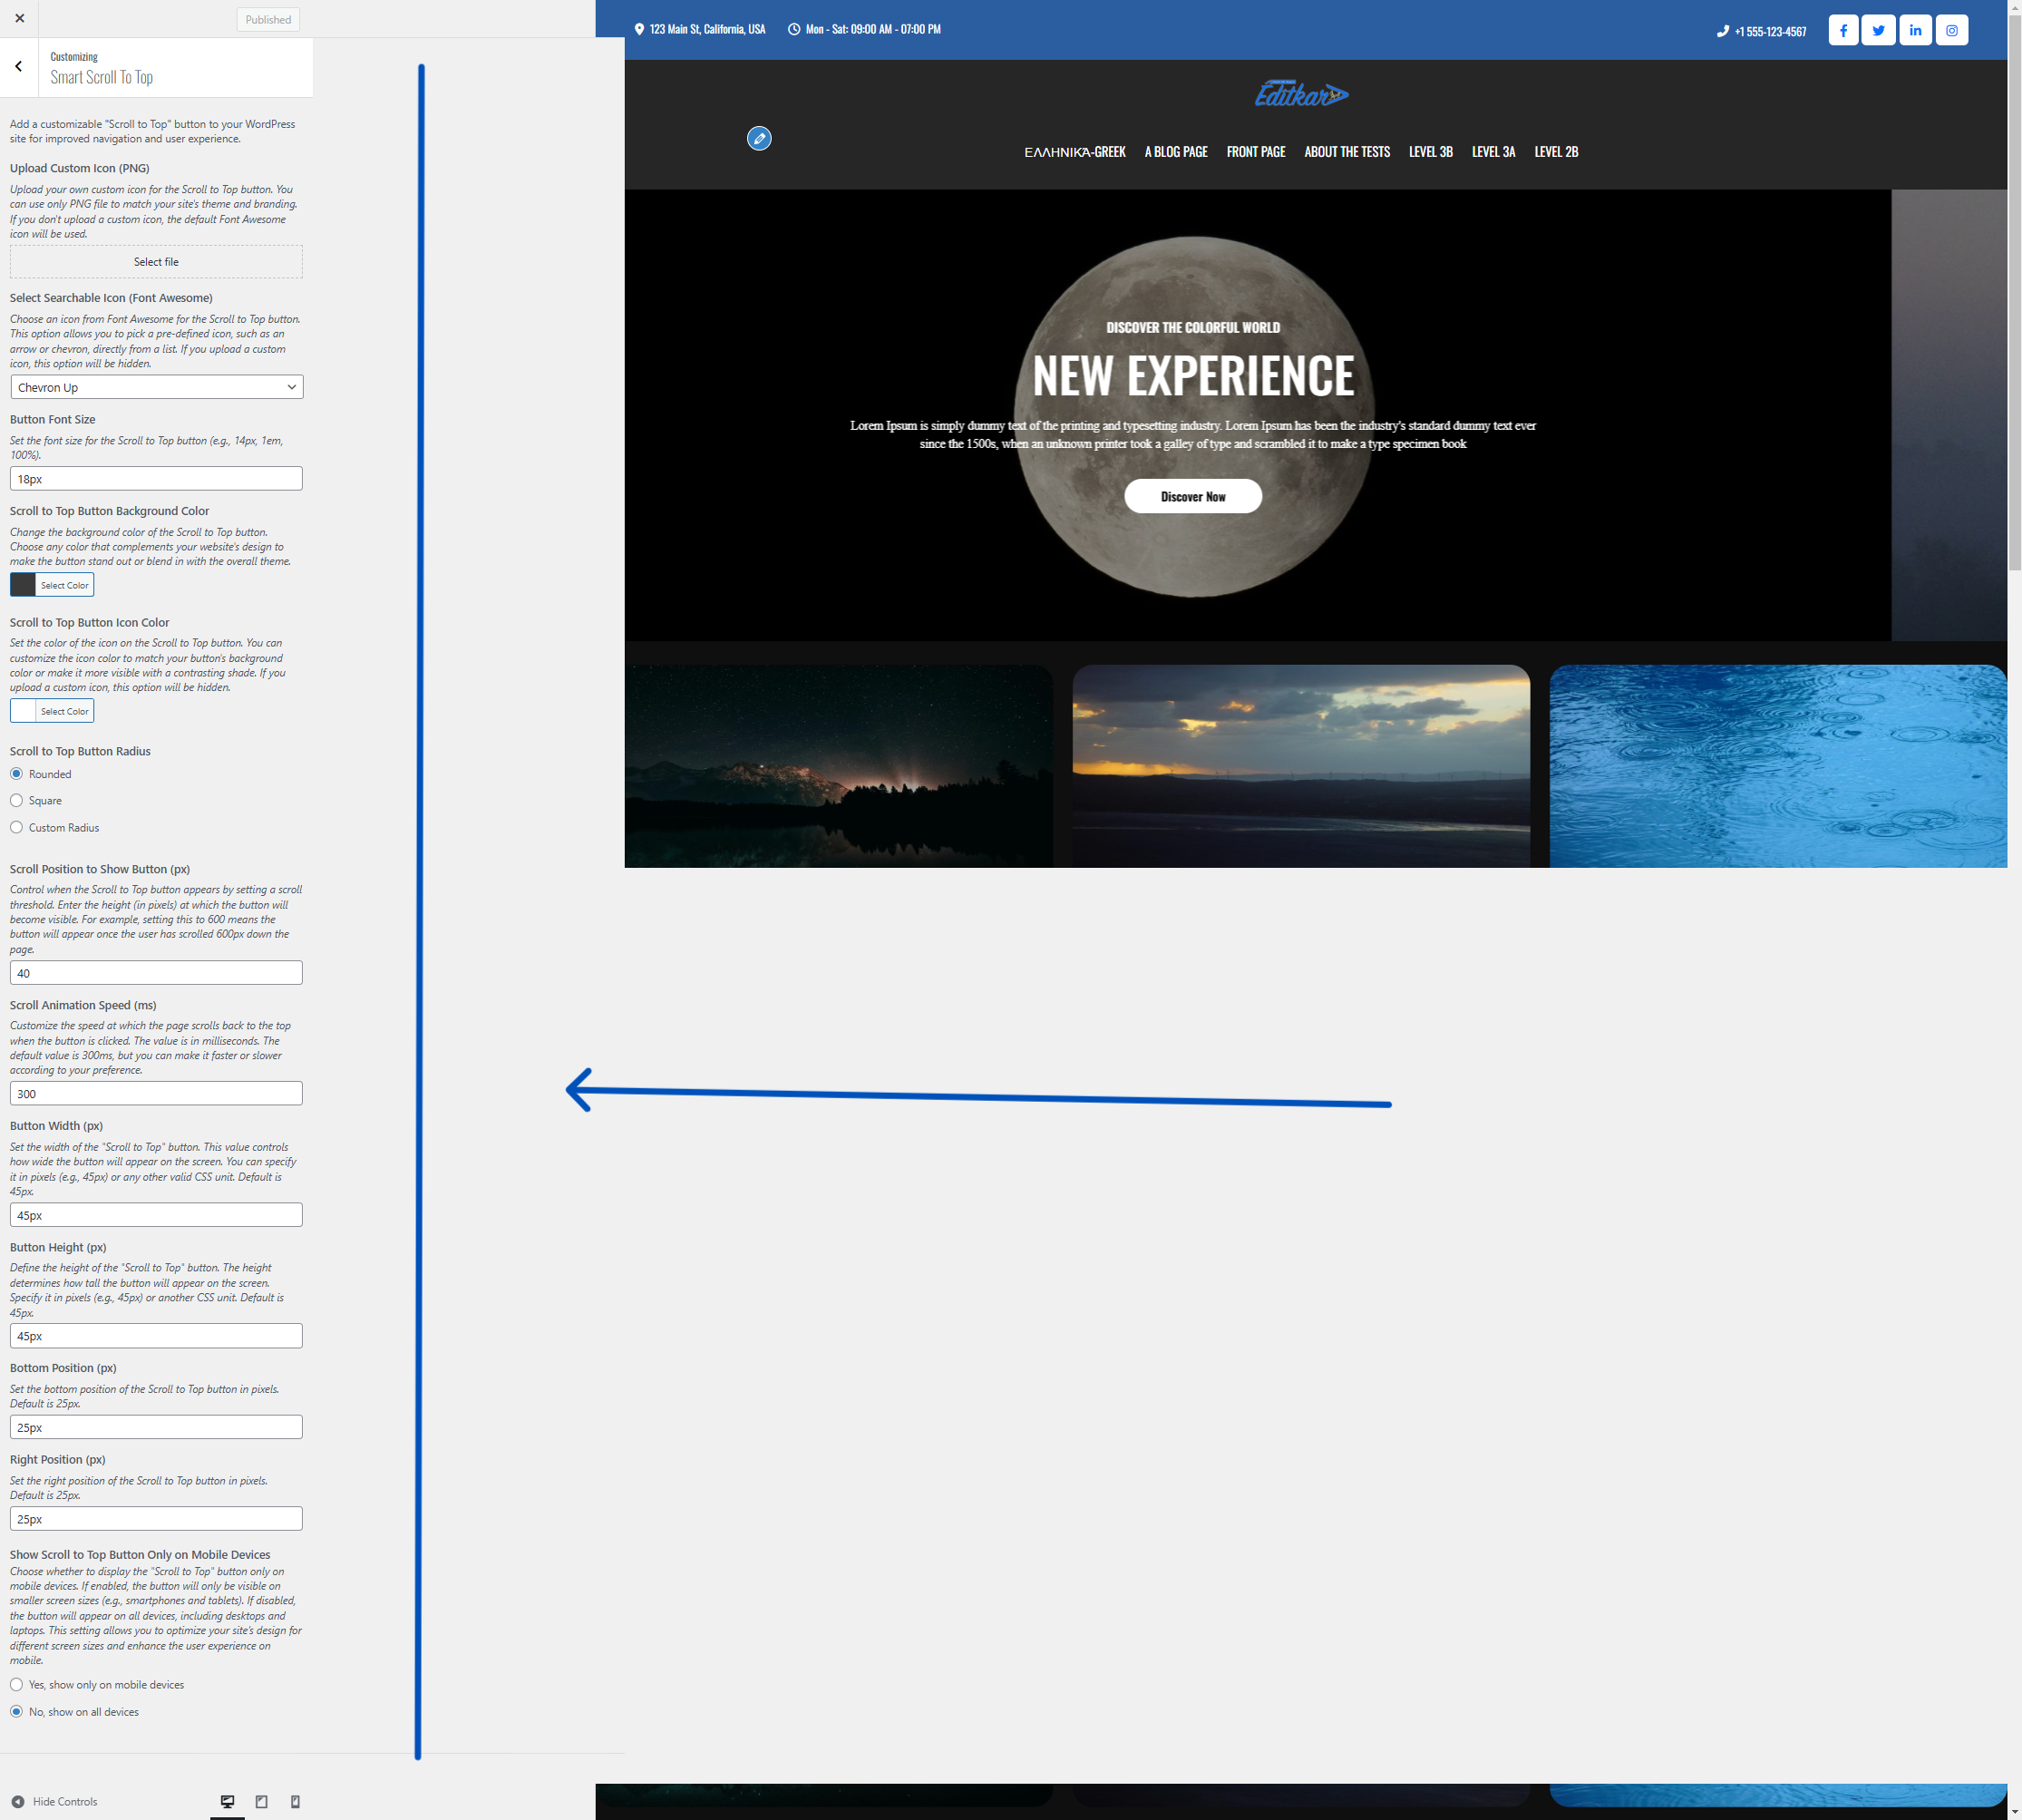 Published
Customizing
Smart Scroll To Top
Add a customizable "Scroll to Top" button to your WordPress
site for improved navigation and user experience.
Upload Custom Icon (PNG)
Upload your own custom icon for the Scroll to Top button. You
can use only PNG file to match your site's theme and branding.
If you don't upload a custom icon, the default Font Awesome
icon will be used.
Select file
Select Searchable Icon (Font Awesome)
Choose an icon from Font Awesome for the Scroll to Top button.
This option allows you to pick a pre-defined icon, such as an
arrow or chevron, directly from a list. If you upload a custom
icon, this option will be hidden.
Chevron Up
Button Font Size
Set the font size for the Scroll to Top button (e.g., 14px, 1em,
100%).
18px
Scroll to Top Button Background Color
Change the background color of the Scroll to Top button.
Choose any color that complements your website's design to
make the button stand out or blend in with the overall theme.
Select Color
Scroll to Top Button Icon Color
Set the color of the icon on the Scroll to Top button. You can
customize the icon color to match your button's background
color or make it more visible with a contrasting shade. If you
upload a custom icon, this option will be hidden.
Select Color
Scroll to Top Button Radius
Rounded
Square
Custom Radius
Scroll Position to Show Button (px)
Control when the Scroll to Top button appears by setting a scroll
threshold. Enter the height (in pixels) at which the button will
become visible. For example, setting this to 600 means the
button will appear once the user has scrolled 600px down the
page.
40
Scroll Animation Speed (ms)
Customize the speed at which the page scrolls back to the top
when the button is clicked. The value is in milliseconds. The
default value is 300ms, but you can make it faster or slower
according to your preference.
300
Button Width (px)
Set the width of the "Scroll to Top" button. This value controls
how wide the button will appear on the screen. You can specify
it in pixels (e.g., 45px) or any other valid CSS unit. Default is
45px.
45px
Button Height (px)
Define the height of the "Scroll to Top" button. The height
determines how tall the button will appear on the screen.
Specify it in pixels (e.g., 45px) or another CSS unit. Default is
45px.
45px
Bottom Position (px)
Set the bottom position of the Scroll to Top button in pixels.
Default is 25px.
25px
Right Position (px)
Set the right position of the Scroll to Top button in pixels.
Default is 25px.
25px
Show Scroll to Top Button Only on Mobile Devices
Choose whether to display the "Scroll to Top" button only on
mobile devices. If enabled, the button will only be visible on
smaller screen sizes (e.g., smartphones and tablets). If disabled,
the button will appear on all devices, including desktops and
laptops. This setting allows you to optimize your site's design for
different screen sizes and enhance the user experience on
mobile.
Yes, show only on mobile devices
No, show on all devices
Hide Controls
123 Main St, California, USA Mon - Sat: 09:00 AM - 07:00 PM +1 555-123-4567
Editkar
ΕΛΛΗΝΙΚΆ-GREEK A BLOG PAGE FRONT PAGE ABOUT THE TESTS LEVEL 3B LEVEL 3A LEVEL 2B
DISCOVER THE COLORFUL WORLD
NEW EXPERIENCE
Lorem Ipsum is simply dummy text of the printing and typesetting industry. Lorem Ipsum has been the industry's standard dummy text ever
since the 1500s, when an unknown printer took a galley of type and scrambled it to make a type specimen book
Discover Now